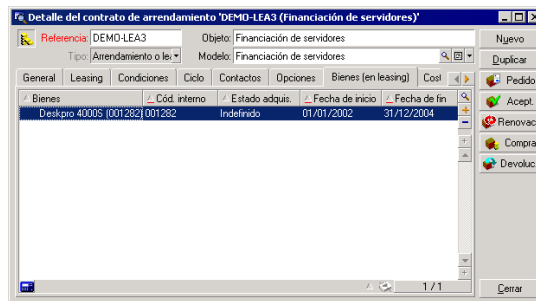 Detalle del contrato de arrendamiento 'DEMO-LEA3 (Financiación de servidores)'
Referencia: DEMO-LEA3 Objeto: Financiación de servidores
Tipo: Arrendamiento o lei Modelo: Financiación de servidores
General Leasing Condiciones Ciclo Contactos Opciones Bienes (en leasing) Cost
Bienes Cód. interno Estado adquis. Fecha de inicio Fecha de fin
Deskpro 4000S (001282) 001282 Indefinido 01/01/2002 31/12/2004
1 / 1
Nuevo
Duplicar
Pedido
Acept.
Renovac
Compra
Devoluc
Cerrar